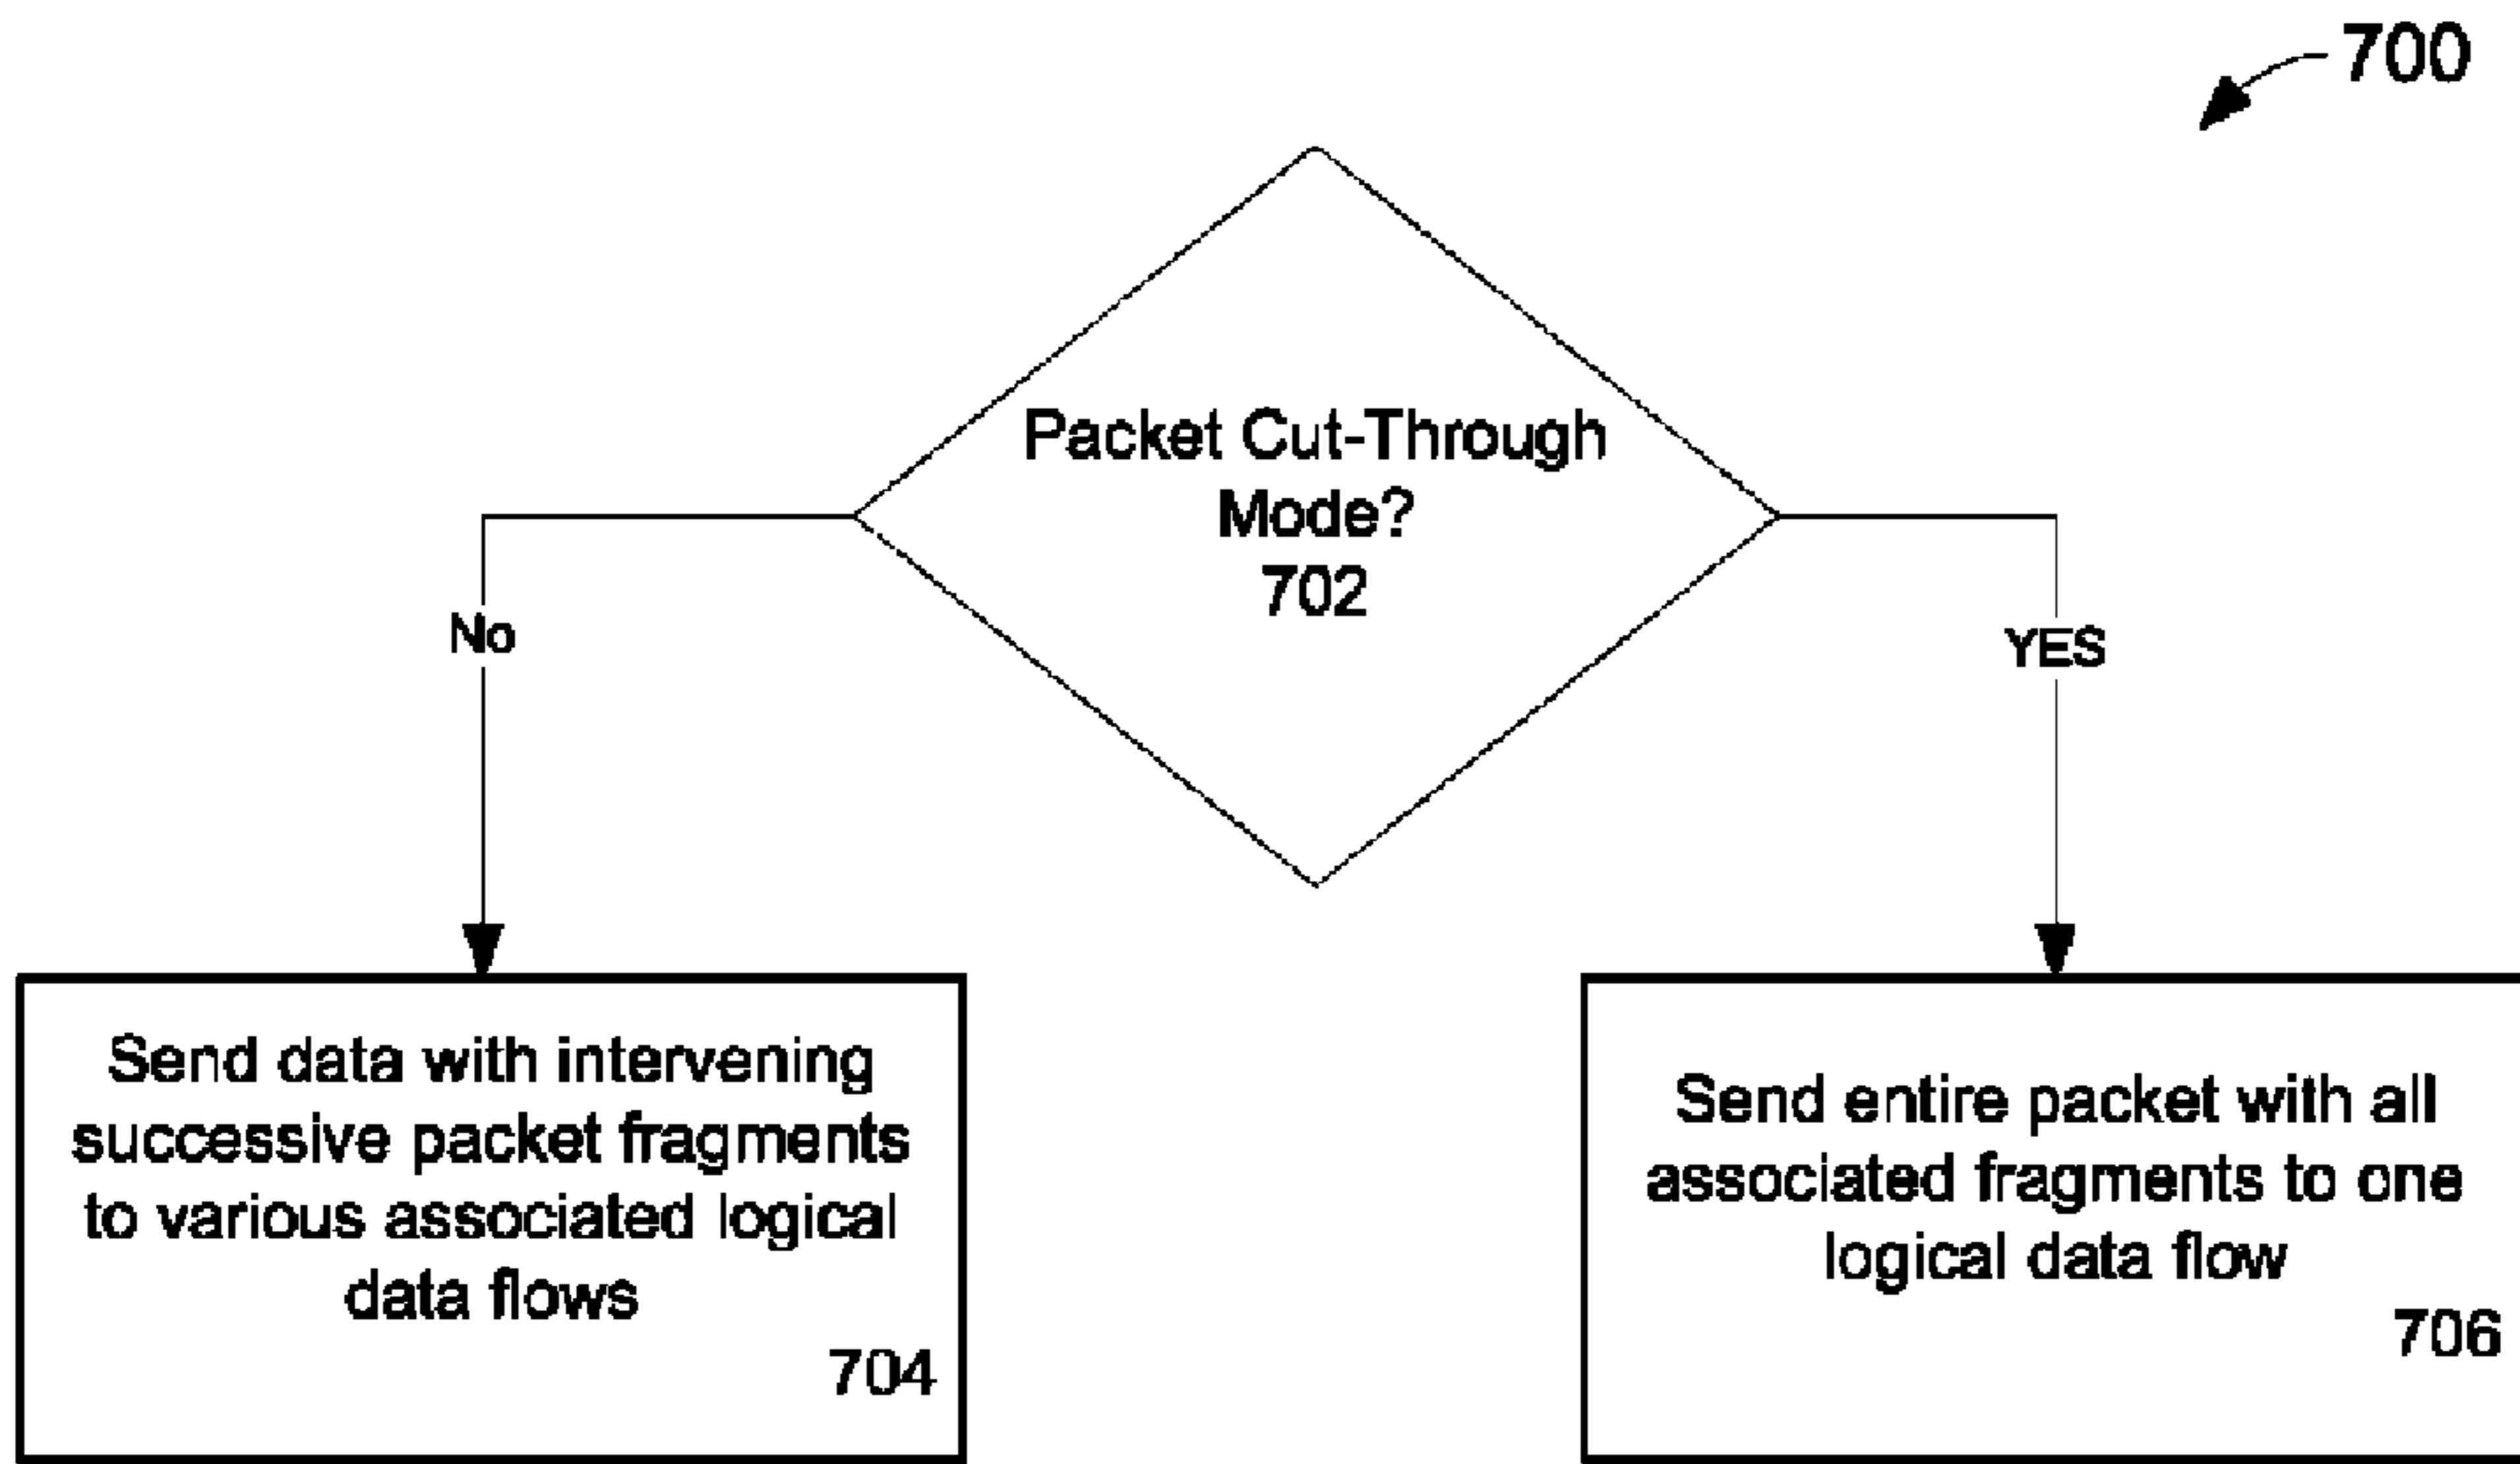 700
Packet Cut-Through
Mode?
702
No
YES
Send data with intervening
successive packet fragments
to various associated logical
data flows
704
Send entire packet with all
associated fragments to one
logical data flow
706